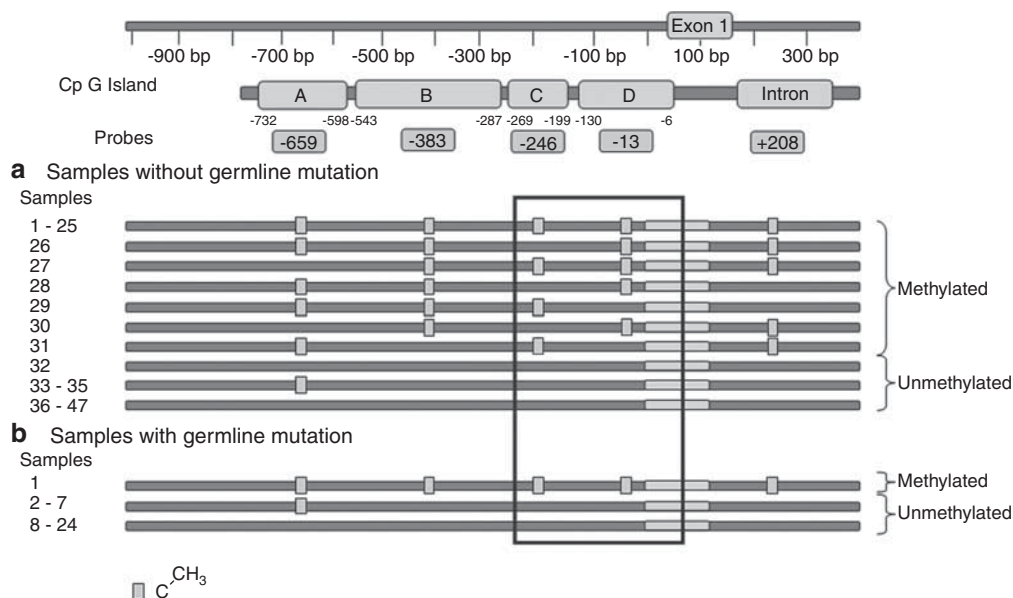 Exon 1
-900 bp -700 bp -500 bp -300 bp -100 bp 100 bp 300 bp
Cp G Island A B C D Intron
-732 -598 -543 -287 -269 -199 -130 -6
Probes -659 -383 -246 -13 +208
a Samples without germline mutation
Samples
1 - 25
26
27
28 Methylated
29
30
31
32
33 - 35 Unmethylated
36 - 47
b Samples with germline mutation
Samples
1 Methylated
2 - 7 Unmethylated
8 - 24
C CH3